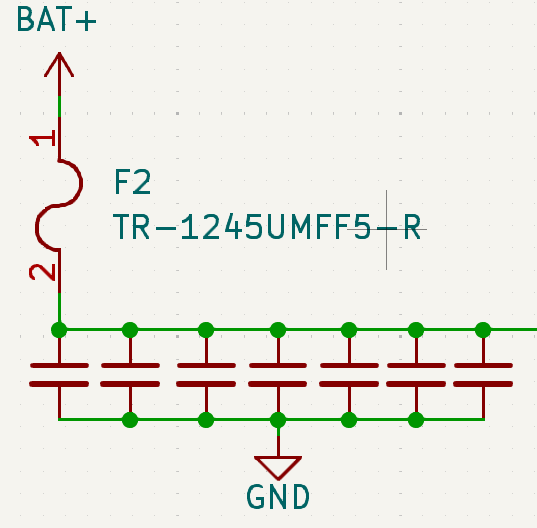 BAT+
1
F2
TR-1245UMFF5-R
2
GND